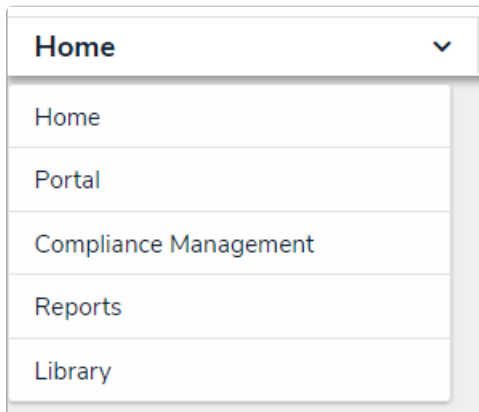 Home
Home
Portal
Compliance Management
Reports
Library